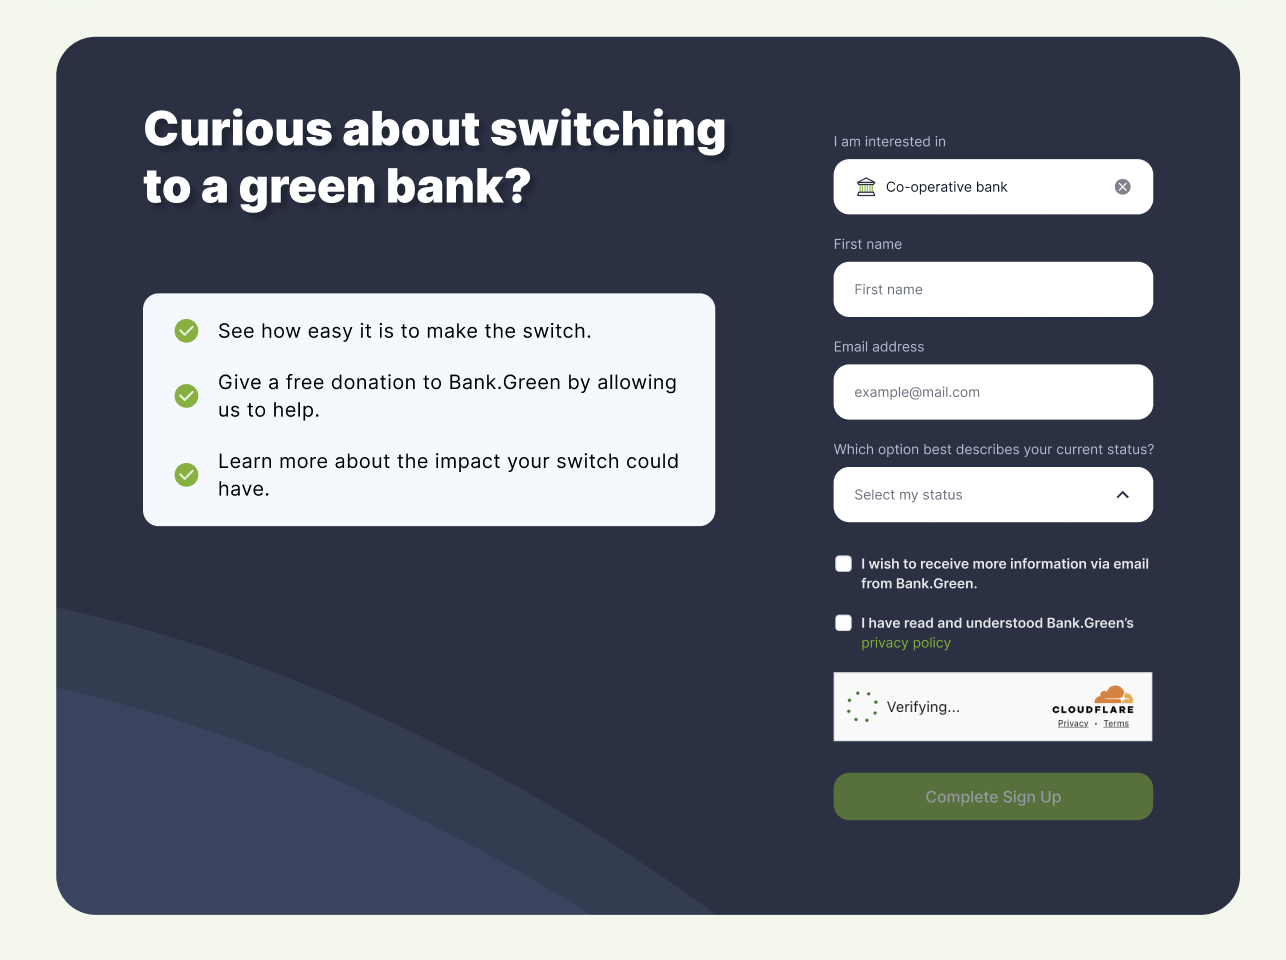 Curious about switching
to a green bank?
See how easy it is to make the switch.
Give a free donation to Bank.Green by allowing
us to help.
Learn more about the impact your switch could
have.
I am interested in
Co-operative bank
First name
First name
Email address
example@mail.com
Which option best describes your current status?
Select my status
I wish to receive more information via email
from Bank.Green.
I have read and understood Bank.Green’s
privacy policy
Verifying...
CLOUDFLARE
Privacy • Terms
Complete Sign Up